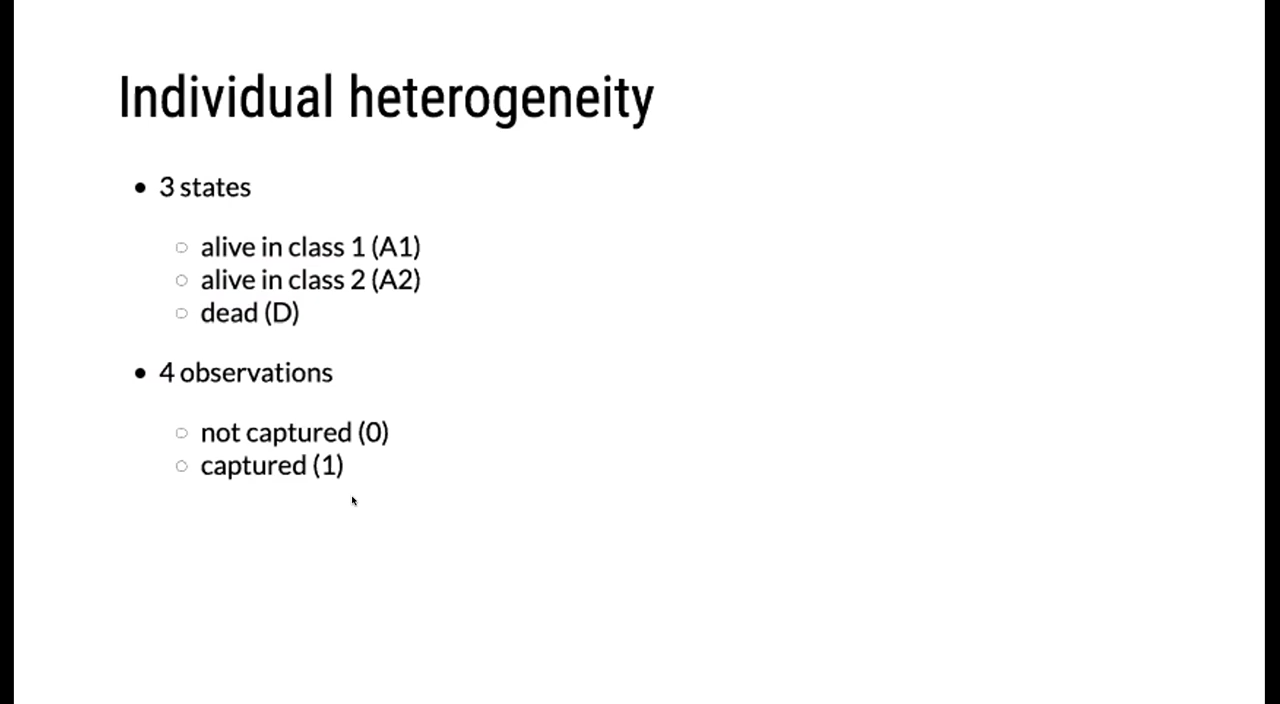 Individual heterogeneity
3 states
alive in class 1 (A1)
alive in class 2 (A2)
dead (D)
4 observations
not captured (0)
captured (1)